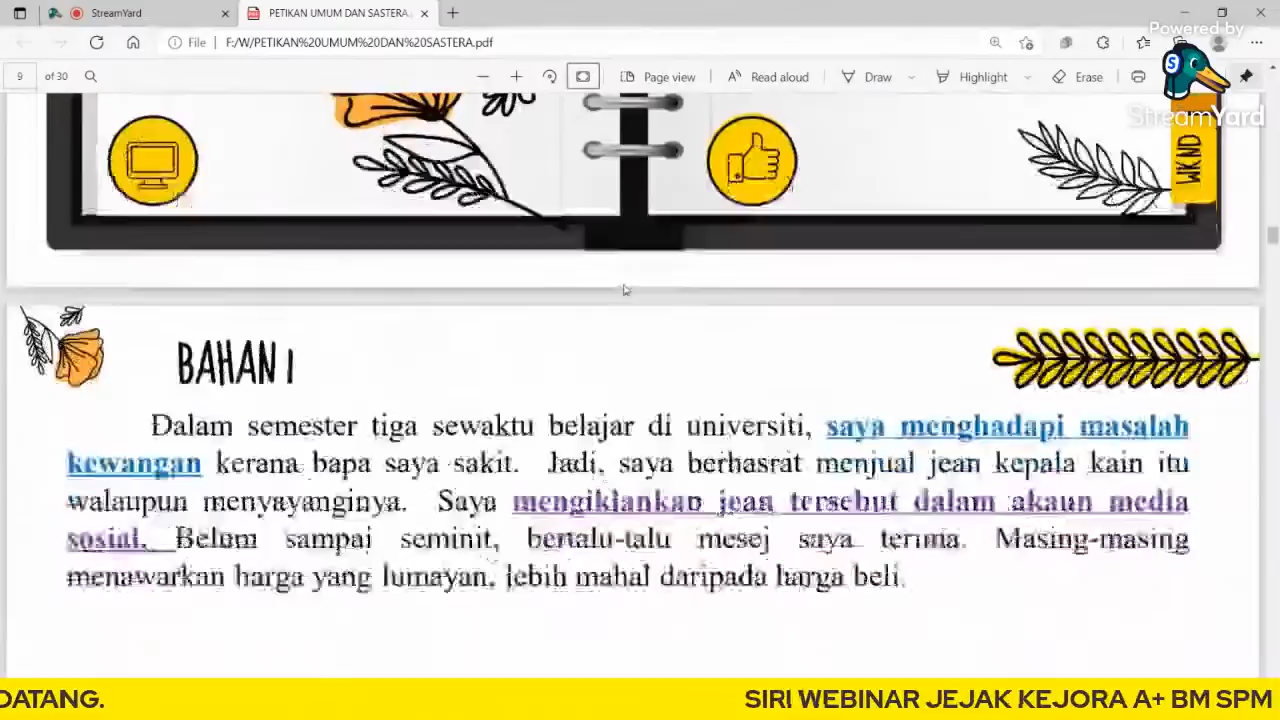 StreamYard
PETIKAN UMUM DAN SASTERA.
File
F:/W/PETIKAN%20UMUM%20DAN%20SASTERA.pdf
Powered by
StreamYard
9 of 30
Page view
Read aloud
Draw
Highlight
Erase
WKND
BAHAN 1
Dalam semester tiga sewaktu belajar di universiti, saya menghadapi masalah
kewangan kerana bapa saya sakit. Jadi, saya berhasrat menjual jean kepala kain itu
walaupun menyayanginya. Saya mengiklankan jean tersebut dalam akaun media
sosial. Belum sampai seminit, bertalu-talu mesej saya terima. Masing-masing
menawarkan harga yang lumayan, lebih mahal daripada harga beli.
DATANG.
SIRI WEBINAR JEJAK KEJORA A+ BM SPM